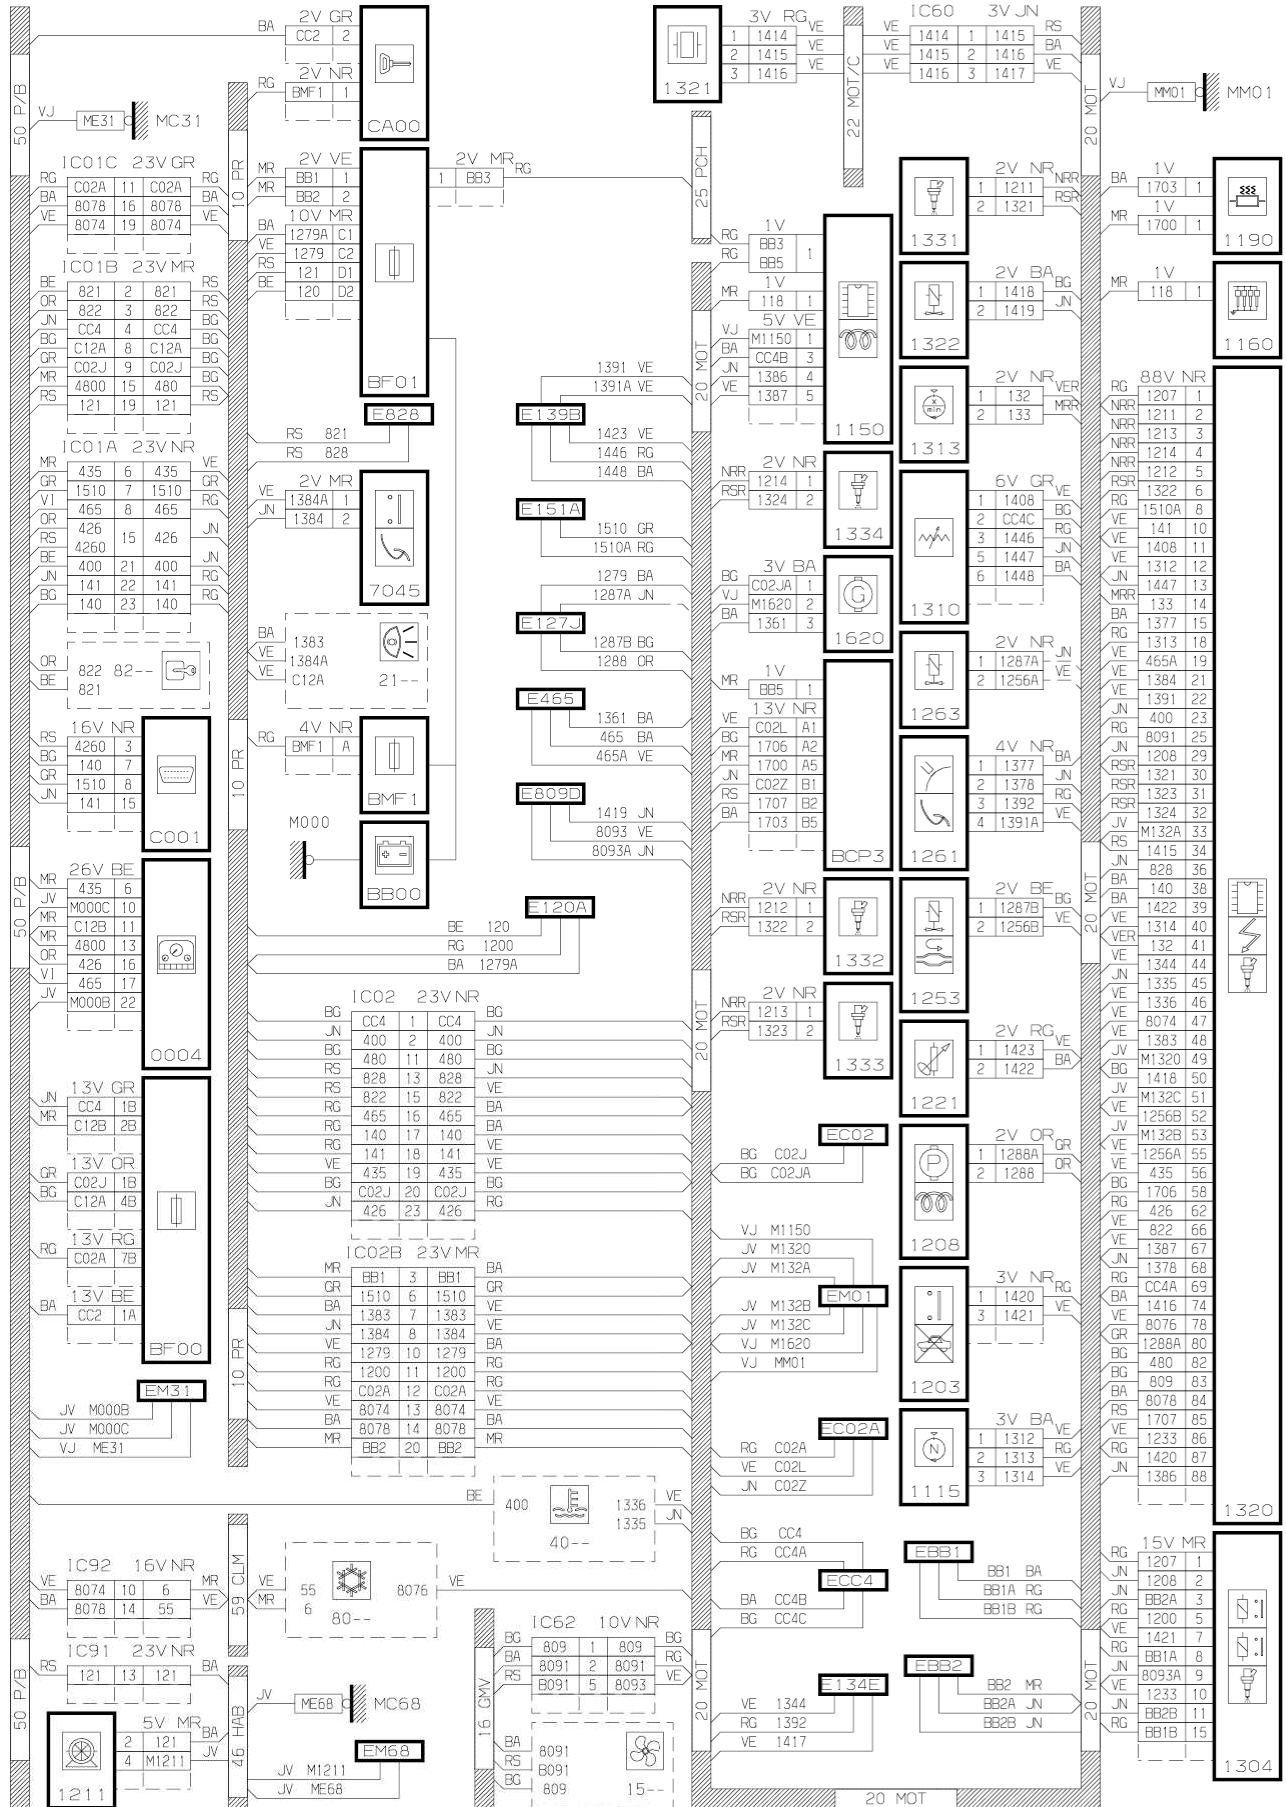 2V GR
BA CC2 2
2V NR
RG BMF1 1
CA00
50 P/B
VJ ME31 MC31
10 PR
IC01C 23V GR
RG C02A 11 C02A RG
BA 8078 16 8078 BA
VE 8074 19 8074 VE
IC01B 23V MR
BE 821 2 821 RS
OR 822 3 822 RS
JN CC4 4 CC4 BG
BG C12A 8 C12A BG
GR C02J 9 C02J BG
MR 4800 15 480 BG
RS 121 19 121 RS
IC01A 23V NR
MR 435 6 435 VE
GR 1510 7 1510 GR
VI 465 8 465 RG
OR 426 15 426 JN
RS 4260
BE 400 21 400 JN
JN 141 22 141 RG
BG 140 23 140 RG
OR 822 82--
BE 821
16V NR
RS 4260 3
BG 140 7
GR 1510 8
JN 141 15
C001
50 P/B
26V BE
MR 435 6
JV M000C 10
MR C12B 11
MR 4800 13
OR 426 16
VI 465 17
JV M000B 22
0004
13V GR
JN CC4 1B
MR C12B 2B
13V OR
GR C02J 1B
BG C12A 4B
13V RG
RG C02A 7B
13V BE
BA CC2 1A
BF00
EM31
JV M000B
JV M000C
VJ ME31
IC92 16V NR
VE 8074 10 6 MR
BA 8078 14 55 VE
IC91 23V NR
RS 121 13 121 BA
50 P/B
5V MR
2 121 BA
4 M1211 JV
1211
2V VE
MR BB1 1
MR BB2 2
2V MR
1 BB3 RG
10V MR
BA 1279A C1
VE 1279 C2
RS 121 D1
BE 120 D2
BF01
E828
RS 821
RS 828
2V MR
VE 1384A 1
JN 1384 2
7045
BA 1383
VE 1384A
VE C12A 21--
10 PR
4V NR
RG BMF1 A
BMF1
M000
BB00
E139B
1391 VE
1391A VE
1423 VE
1446 RG
1448 BA
E151A
1510 GR
1510A RG
1279 BA
1287A JN
E127J
1287B BG
1288 OR
E465
1361 BA
465 BA
465A VE
E809D
1419 JN
8093 VE
8093A JN
E120A
BE 120
RG 1200
BA 1279A
IC02 23V NR
BG CC4 1 CC4 BG
JN 400 2 400 JN
BG 480 11 480 BG
RS 828 13 828 JN
RS 822 15 822 VE
RG 465 16 465 BA
RG 140 17 140 BA
RG 141 18 141 VE
VE 435 19 435 VE
BG C02J 20 C02J BG
JN 426 23 426 RG
IC02B 23V MR
MR BB1 3 BB1 BA
GR 1510 6 1510 GR
BA 1383 7 1383 VE
JN 1384 8 1384 VE
VE 1279 10 1279 BA
RG 1200 11 1200 RG
RG C02A 12 C02A RG
VE 8074 13 8074 VE
BA 8078 14 8078 BA
MR BB2 20 BB2 MR
10 PR
BE 400 1336 VE
1335 JN
40--
59 CLM
VE 55 8076 VE
MR 6
80--
46 HAB
JV ME68 MC68
EM68
JV M1211
JV ME68
16 GMV
IC62 10V NR
BG 809 1 809 BG
BA 8091 2 8091 RG
RS B091 5 8093 VE
BA 8091
RS B091
BG 809 15--
1321
3V RG
1 1414 VE
2 1415 VE
3 1416 VE
22 MOT/C
IC60 3V JN
VE 1414 1 1415 RS
VE 1415 2 1416 BA
VE 1416 3 1417 VE
25 PCH
1V
RG BB3 1
RG BB5
1V
MR 118 1
5V VE
VJ M1150 1
BA CC4B 3
JN 1386 4
VE 1387 5
1150
20 MOT
2V NR
NRR 1214 1
RSR 1324 2
1334
3V BA
BG C02JA 1
VJ M1620 2
BA 1361 3
1620
1V
MR BB5 1
13V NR
VE C02L A1
BG 1706 A2
MR 1700 A5
JN C02Z B1
RS 1707 B2
BA 1703 B5
BCP3
2V NR
NRR 1212 1
RSR 1322 2
1332
20 MOT
2V NR
NRR 1213 1
RSR 1323 2
1333
EC02
BG C02J
BG C02JA
VJ M1150
JV M1320
JV M132A
EM01
JV M132B
JV M132C
VJ M1620
VJ MM01
EC02A
RG C02A
VE C02L
JN C02Z
BG CC4
RG CC4A
ECC4
BA CC4B
BG CC4C
E134E
VE 1344
RG 1392
VE 1417
20 MOT
20 MOT
20 MOT
VJ MM01 MM01
2V NR
1 1211 NRR
2 1321 RSR
1331
2V BA
1 1418 BG
2 1419 JN
1322
2V NR
1 132 VER
2 133 MRR
1313
6V GR
1 1408 VE
2 CC4C BG
3 1446 RG
5 1447 JN
6 1448 BA
1310
2V NR
1 1287A JN
2 1256A VE
1263
4V NR
1 1377 BA
2 1378 JN
3 1392 RG
4 1391A VE
1261
2V BE
1 1287B BG
2 1256B VE
1253
20 MOT
2V RG
1 1423 VE
2 1422 BA
1221
2V OR
1 1288A GR
2 1288 OR
1208
3V NR
1 1420 RG
3 1421 VE
1203
3V BA
1 1312 VE
2 1313 RG
3 1314 VE
1115
EBB1
BB1 BA
BB1A RG
BB1B RG
EBB2
BB2 MR
BB2A JN
BB2B JN
20 MOT
1V
BA 1703 1
1V
MR 1700 1
1190
1V
MR 118 1
1160
88V NR
RG 1207 1
NRR 1211 2
NRR 1213 3
NRR 1214 4
NRR 1212 5
RSR 1322 6
RG 1510A 8
VE 141 10
VE 1408 11
VE 1312 12
JN 1447 13
MRR 133 14
BA 1377 15
RG 1313 18
VE 465A 19
VE 1384 21
VE 1391 22
JN 400 23
RG 8091 25
JN 1208 29
RSR 1321 30
RSR 1323 31
RSR 1324 32
JV M132A 33
RS 1415 34
JN 828 36
BA 140 38
BA 1422 39
VE 1314 40
VER 132 41
VE 1344 44
JN 1335 45
VE 1336 46
VE 8074 47
VE 1383 48
JV M1320 49
BG 1418 50
JV M132C 51
VE 1256B 52
JV M132B 53
VE 1256A 55
VE 435 56
BG 1706 58
RG 426 62
VE 822 66
VE 1387 67
JN 1378 68
RG CC4A 69
BA 1416 74
VE 8076 78
GR 1288A 80
BG 480 82
BG 809 83
BA 8078 84
RS 1707 85
VE 1233 86
RG 1420 87
JN 1386 88
1320
15V MR
RG 1207 1
JN 1208 2
JN BB2A 3
RG 1200 5
VE 1421 7
RG BB1A 8
JN 8093A 9
VE 1233 10
JN BB2B 11
RG BB1B 15
1304